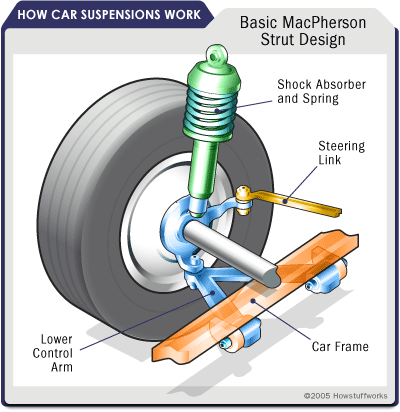 HOW CAR SUSPENSIONS WORK
Basic MacPherson
Strut Design
Shock Absorber
and Spring
Steering
Link
Lower
Control
Arm
Car Frame
©2005 Howstuffworks